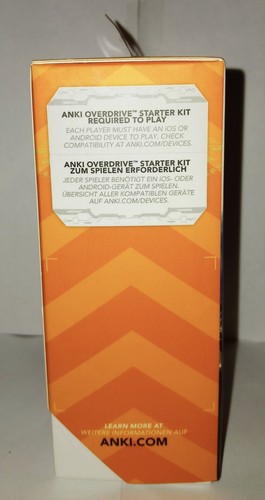 ANKI OVERDRIVE™ STARTER KIT
REQUIRED TO PLAY
EACH PLAYER MUST HAVE AN IOS OR
ANDROID DEVICE TO PLAY. CHECK
COMPATIBILITY AT ANKI.COM/DEVICES.
ANKI OVERDRIVE™ STARTER KIT
ZUM SPIELEN ERFORDERLICH
JEDER SPIELER BENÖTIGT EIN IOS- ODER
ANDROID-GERÄT ZUM SPIELEN.
ÜBERSICHT ALLER KOMPATIBLEN GERÄTE
AUF ANKI.COM/DEVICES.
LEARN MORE AT
WEITERE INFORMATIONEN AUF
ANKI.COM